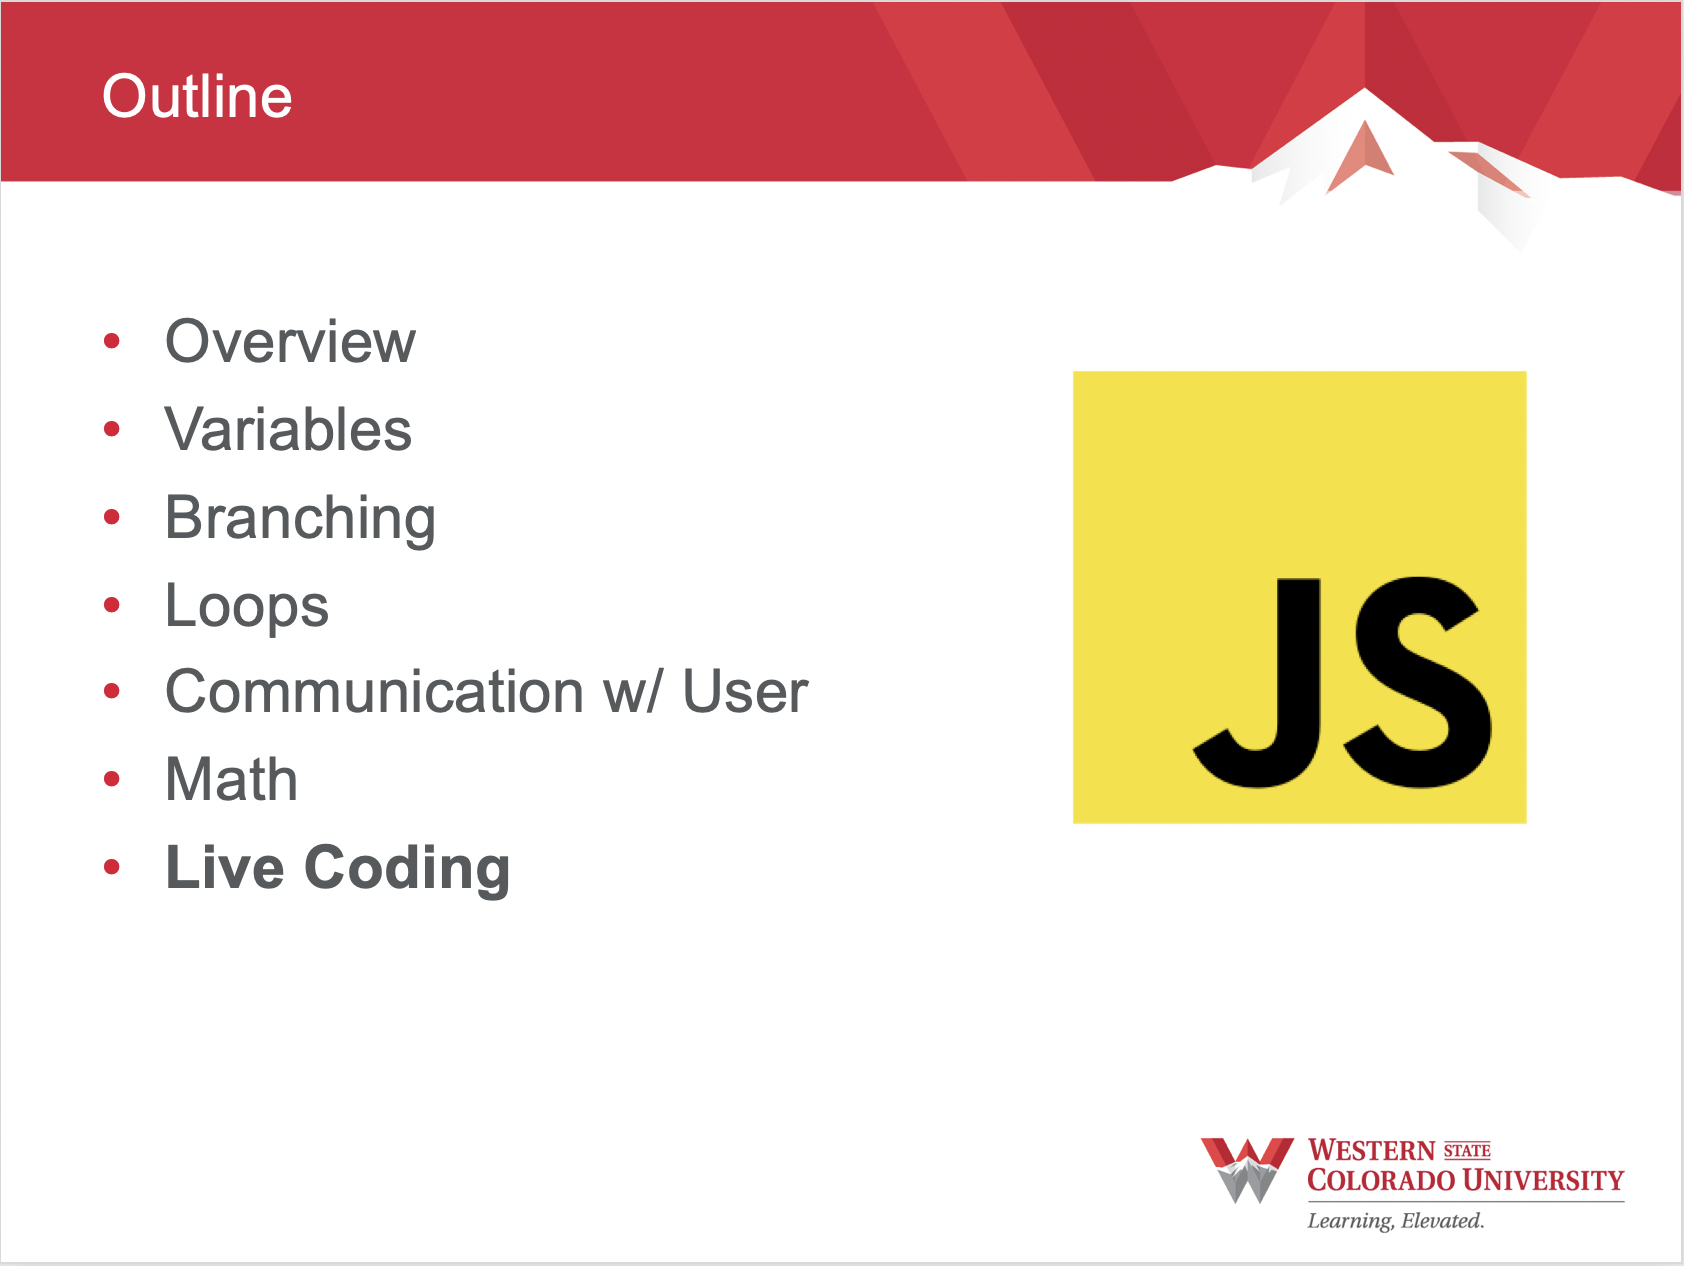 Outline
• Overview
• Variables
• Branching
• Loops
• Communication w/ User
• Math
• Live Coding
JS
WESTERN STATE
COLORADO UNIVERSITY
Learning, Elevated.